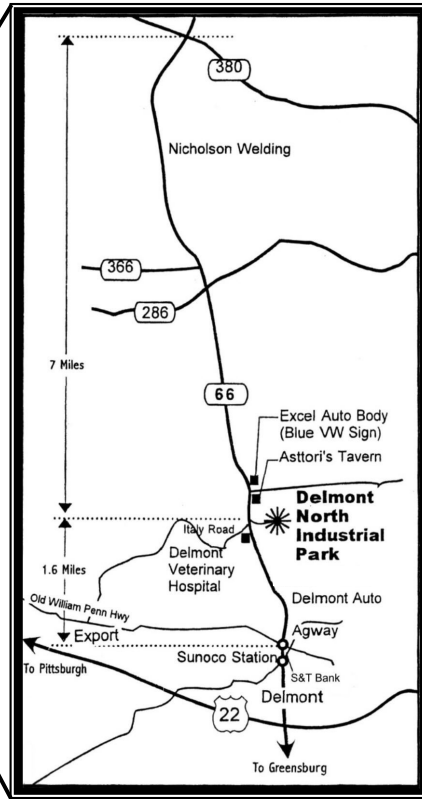 380
Nicholson Welding
366
286
7 Miles
66
Excel Auto Body
(Blue VW Sign)
Asttori's Tavern
Delmont
North
Industrial
Park
Italy Road
1.6 Miles
Delmont
Veterinary
Hospital
Old William Penn Hwy
Export
Delmont Auto
Agway
Sunoco Station
S&T Bank
To Pittsburgh
Delmont
22
To Greensburg